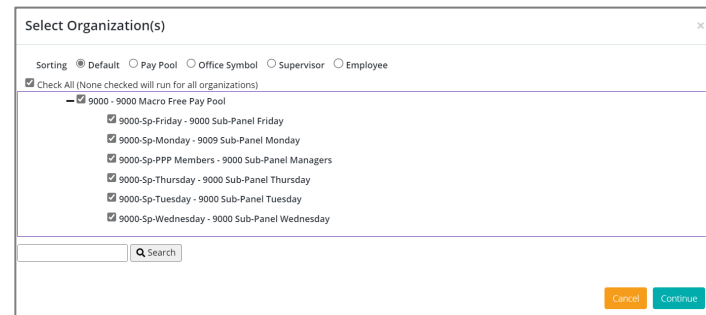 Select Organization(s) ×
Sorting Default Pay Pool Office Symbol Supervisor Employee
Check All (None checked will run for all organizations)
9000 - 9000 Macro Free Pay Pool
9000-Sp-Friday - 9000 Sub-Panel Friday
9000-Sp-Monday - 9009 Sub-Panel Monday
9000-Sp-PPP Members - 9000 Sub-Panel Managers
9000-Sp-Thursday - 9000 Sub-Panel Thursday
9000-Sp-Tuesday - 9000 Sub-Panel Tuesday
9000-Sp-Wednesday - 9000 Sub-Panel Wednesday
Search
Cancel Continue